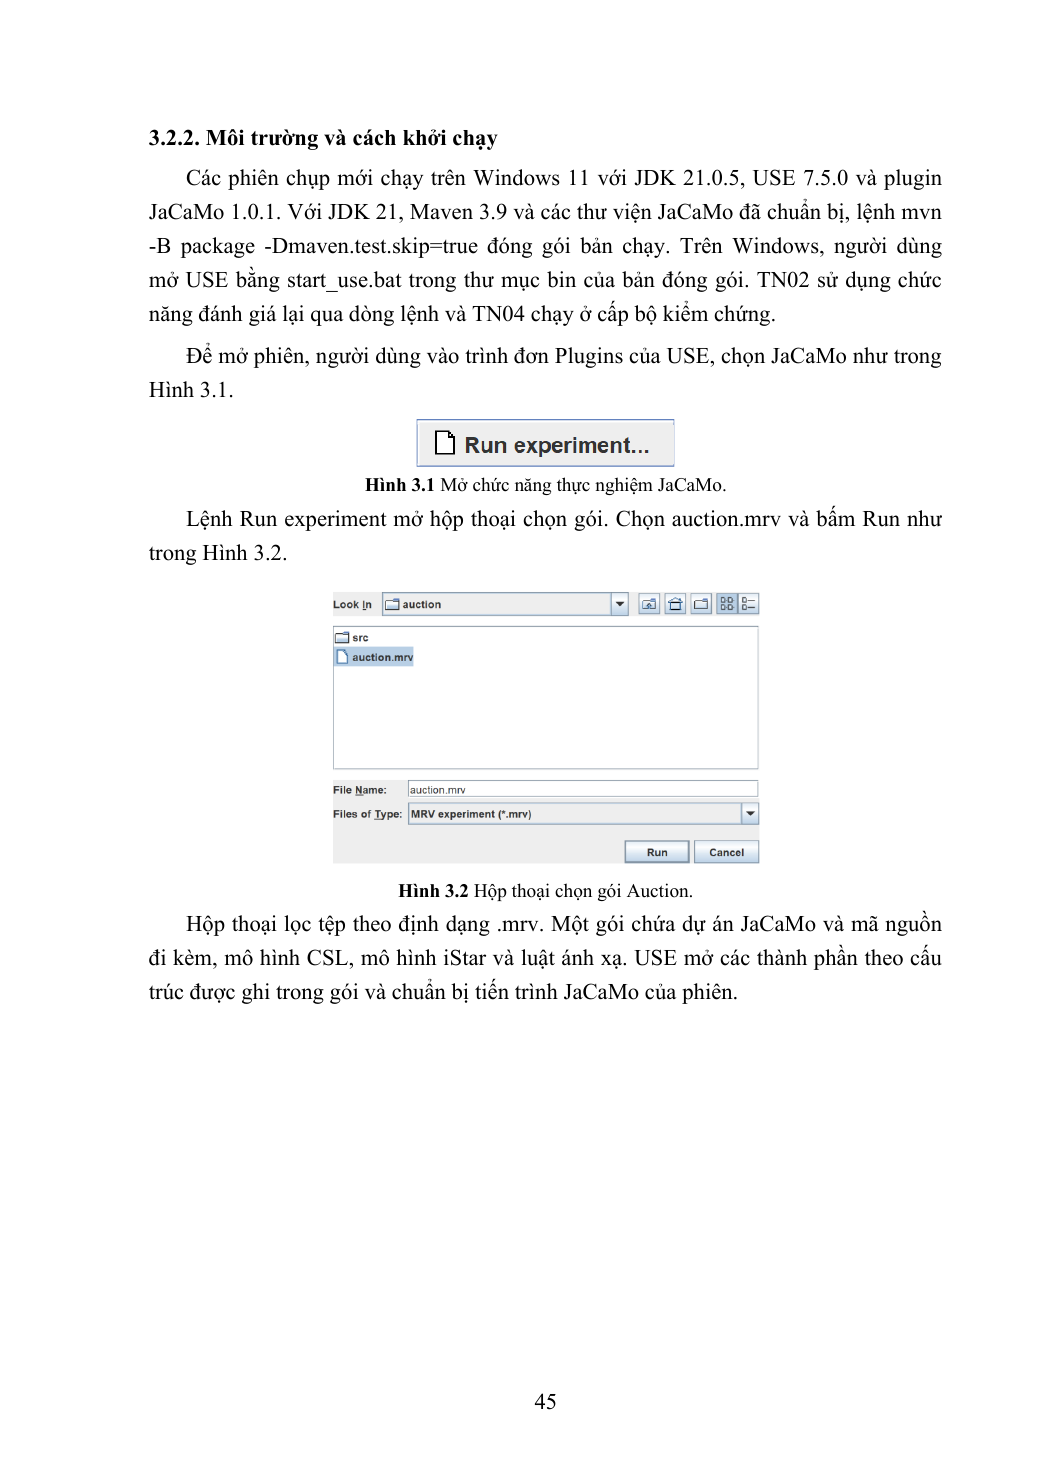 3.2.2. Môi trường và cách khởi chạy
Các phiên chụp mới chạy trên Windows 11 với JDK 21.0.5, USE 7.5.0 và plugin
JaCaMo 1.0.1. Với JDK 21, Maven 3.9 và các thư viện JaCaMo đã chuẩn bị, lệnh mvn
-B package -Dmaven.test.skip=true đóng gói bản chạy. Trên Windows, người dùng
mở USE bằng start_use.bat trong thư mục bin của bản đóng gói. TN02 sử dụng chức
năng đánh giá lại qua dòng lệnh và TN04 chạy ở cấp bộ kiểm chứng.
Để mở phiên, người dùng vào trình đơn Plugins của USE, chọn JaCaMo như trong
Hình 3.1.
Run experiment...
Hình 3.1 Mở chức năng thực nghiệm JaCaMo.
Lệnh Run experiment mở hộp thoại chọn gói. Chọn auction.mrv và bấm Run như
trong Hình 3.2.
Look In auction
src
auction.mrv
File Name: auction.mrv
Files of Type: MRV experiment (*.mrv)
Run Cancel
Hình 3.2 Hộp thoại chọn gói Auction.
Hộp thoại lọc tệp theo định dạng .mrv. Một gói chứa dự án JaCaMo và mã nguồn
đi kèm, mô hình CSL, mô hình iStar và luật ánh xạ. USE mở các thành phần theo cấu
trúc được ghi trong gói và chuẩn bị tiến trình JaCaMo của phiên.
45